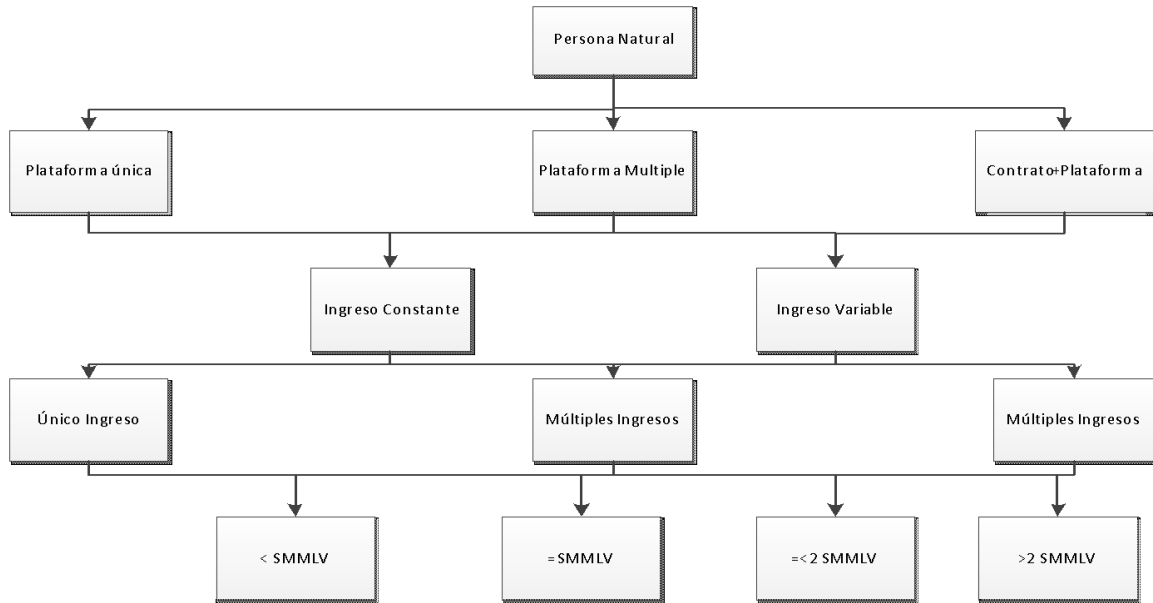 Persona Natural
Plataforma única
Plataforma Multiple
Contrato+Plataforma
Ingreso Constante
Ingreso Variable
Único Ingreso
Múltiples Ingresos
Múltiples Ingresos
< SMMLV
=SMMLV
=<2 SMMLV
>2 SMMLV